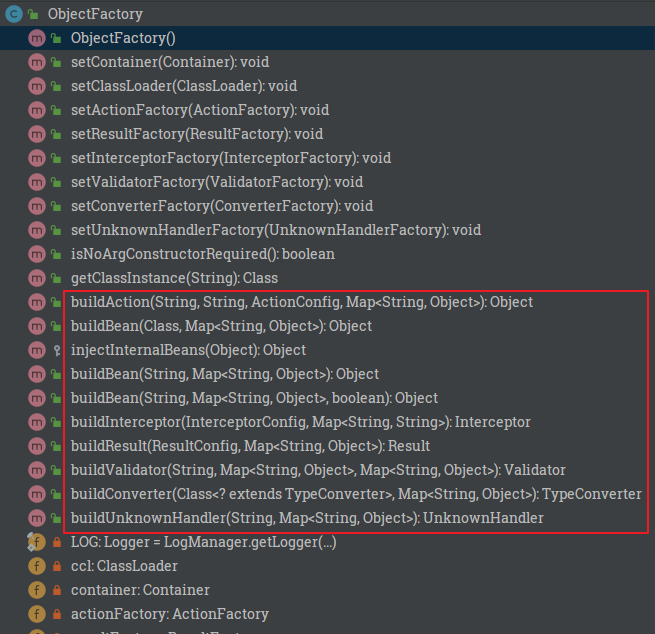 ObjectFactory
ObjectFactory()
setContainer(Container): void
setClassLoader(ClassLoader): void
setActionFactory(ActionFactory): void
setResultFactory(ResultFactory): void
setInterceptorFactory(InterceptorFactory): void
setValidatorFactory(ValidatorFactory): void
setConverterFactory(ConverterFactory): void
setUnknownHandlerFactory(UnknownHandlerFactory): void
isNoArgConstructorRequired(): boolean
getClassInstance(String): Class
buildAction(String, String, ActionConfig, Map<String, Object>): Object
buildBean(Class, Map<String, Object>): Object
injectInternalBeans(Object): Object
buildBean(String, Map<String, Object>): Object
buildBean(String, Map<String, Object>, boolean): Object
buildInterceptor(InterceptorConfig, Map<String, String>): Interceptor
buildResult(ResultConfig, Map<String, Object>): Result
buildValidator(String, Map<String, Object>, Map<String, Object>): Validator
buildConverter(Class<? extends TypeConverter>, Map<String, Object>): TypeConverter
buildUnknownHandler(String, Map<String, Object>): UnknownHandler
LOG: Logger = LogManager.getLogger(...)
ccl: ClassLoader
container: Container
actionFactory: ActionFactory